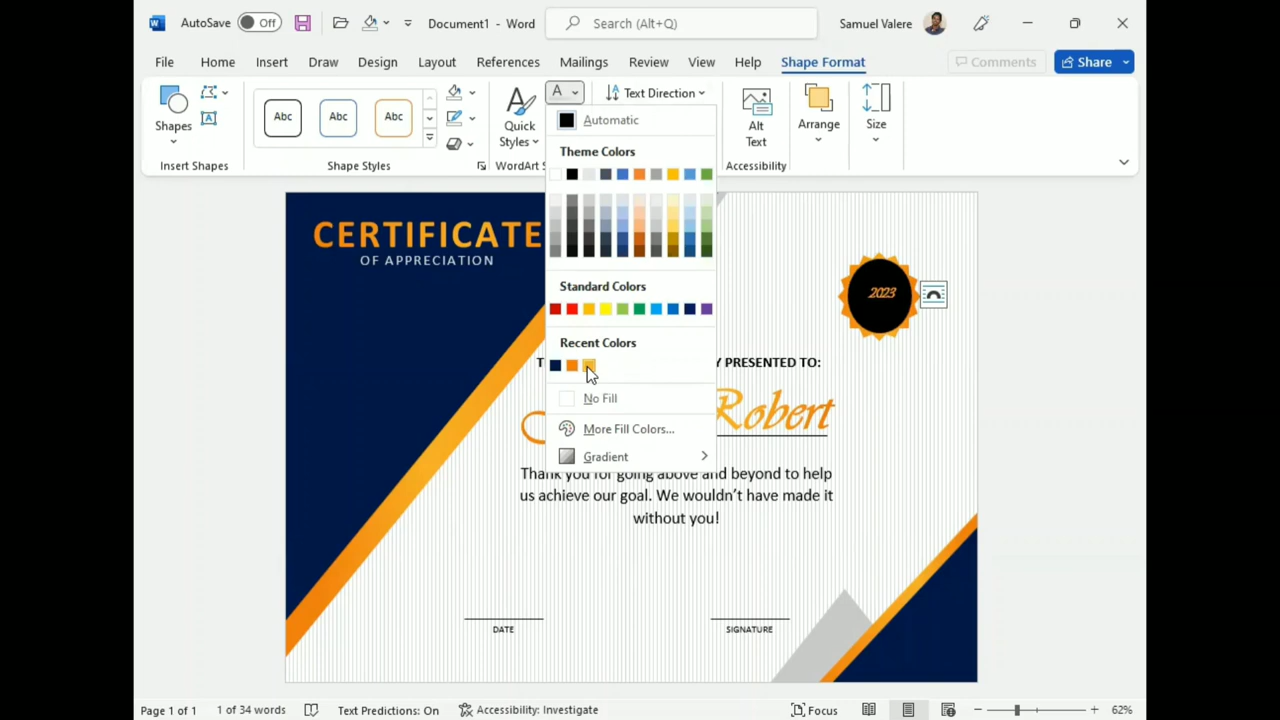 AutoSave Off Document1 - Word Search (Alt+Q) Samuel Valere
File Home Insert Draw Design Layout References Mailings Review View Help Shape Format Comments Share
Shapes
Insert Shapes
Abc Abc Abc
Shape Styles
Quick
Styles
WordArt S
A
Text Direction
Alt
Text
Accessibility
Arrange
Size
Automatic
Theme Colors
Standard Colors
Recent Colors
No Fill
More Fill Colors...
Gradient
CERTIFICATE
OF APPRECIATION
2023
PRESENTED TO:
Robert
Thank you for going above and beyond to help
us achieve our goal. We wouldn't have made it
without you!
DATE
SIGNATURE
Page 1 of 1 1 of 34 words Text Predictions: On Accessibility: Investigate Focus 62%